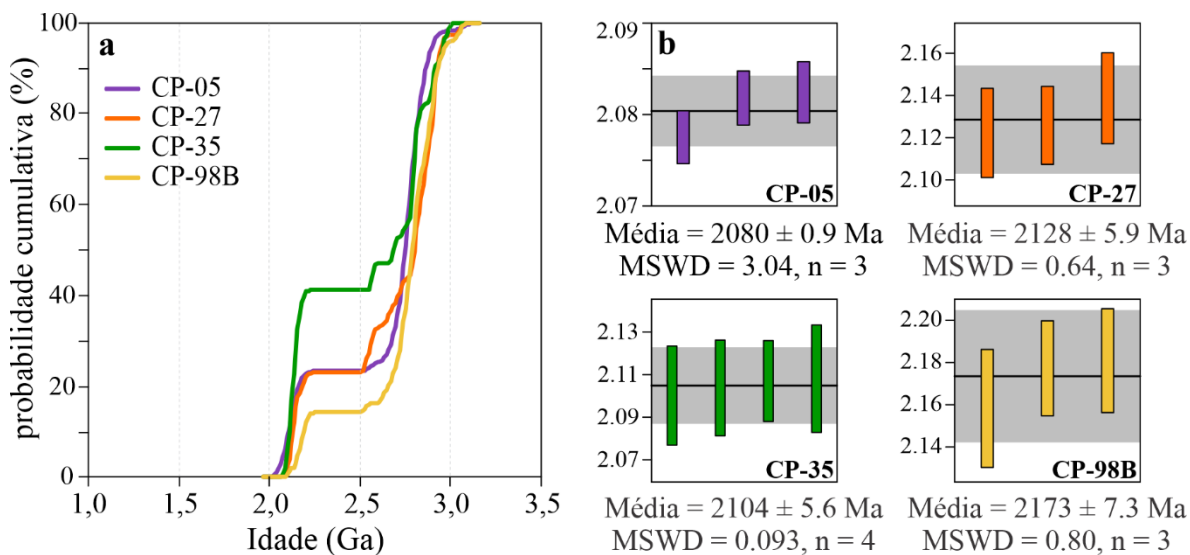 a
CP-05
CP-27
CP-35
CP-98B
probabilidade cumulativa (%)
100
80
60
40
20
0
1,0 1,5 2,0 2,5 3,0 3,5
Idade (Ga)
b
2.09
2.08
2.07
CP-05
Média = 2080 ± 0.9 Ma
MSWD = 3.04, n = 3
2.16
2.14
2.12
2.10
CP-27
Média = 2128 ± 5.9 Ma
MSWD = 0.64, n = 3
2.13
2.11
2.09
2.07
CP-35
Média = 2104 ± 5.6 Ma
MSWD = 0.093, n = 4
2.20
2.18
2.16
2.14
CP-98B
Média = 2173 ± 7.3 Ma
MSWD = 0.80, n = 3